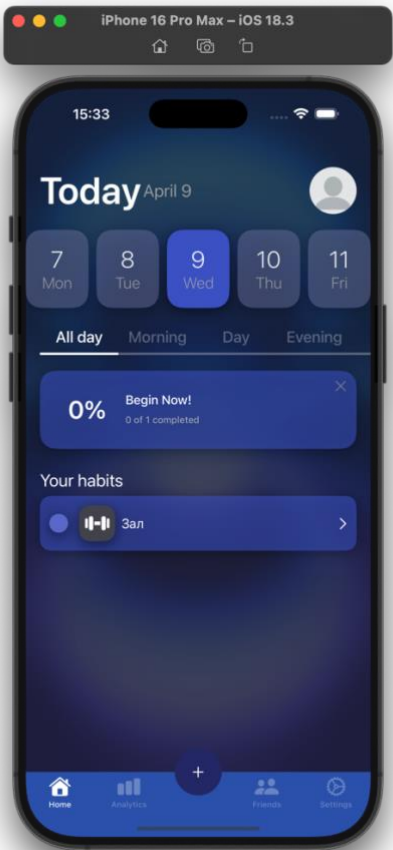 iPhone 16 Pro Max – iOS 18.3
15:33
Today April 9
7 8 9 10 11
Mon Tue Wed Thu Fri
All day Morning Day Evening
0%
Begin Now!
0 of 1 completed
Your habits
Зал
+
Home Analytics Friends Settings